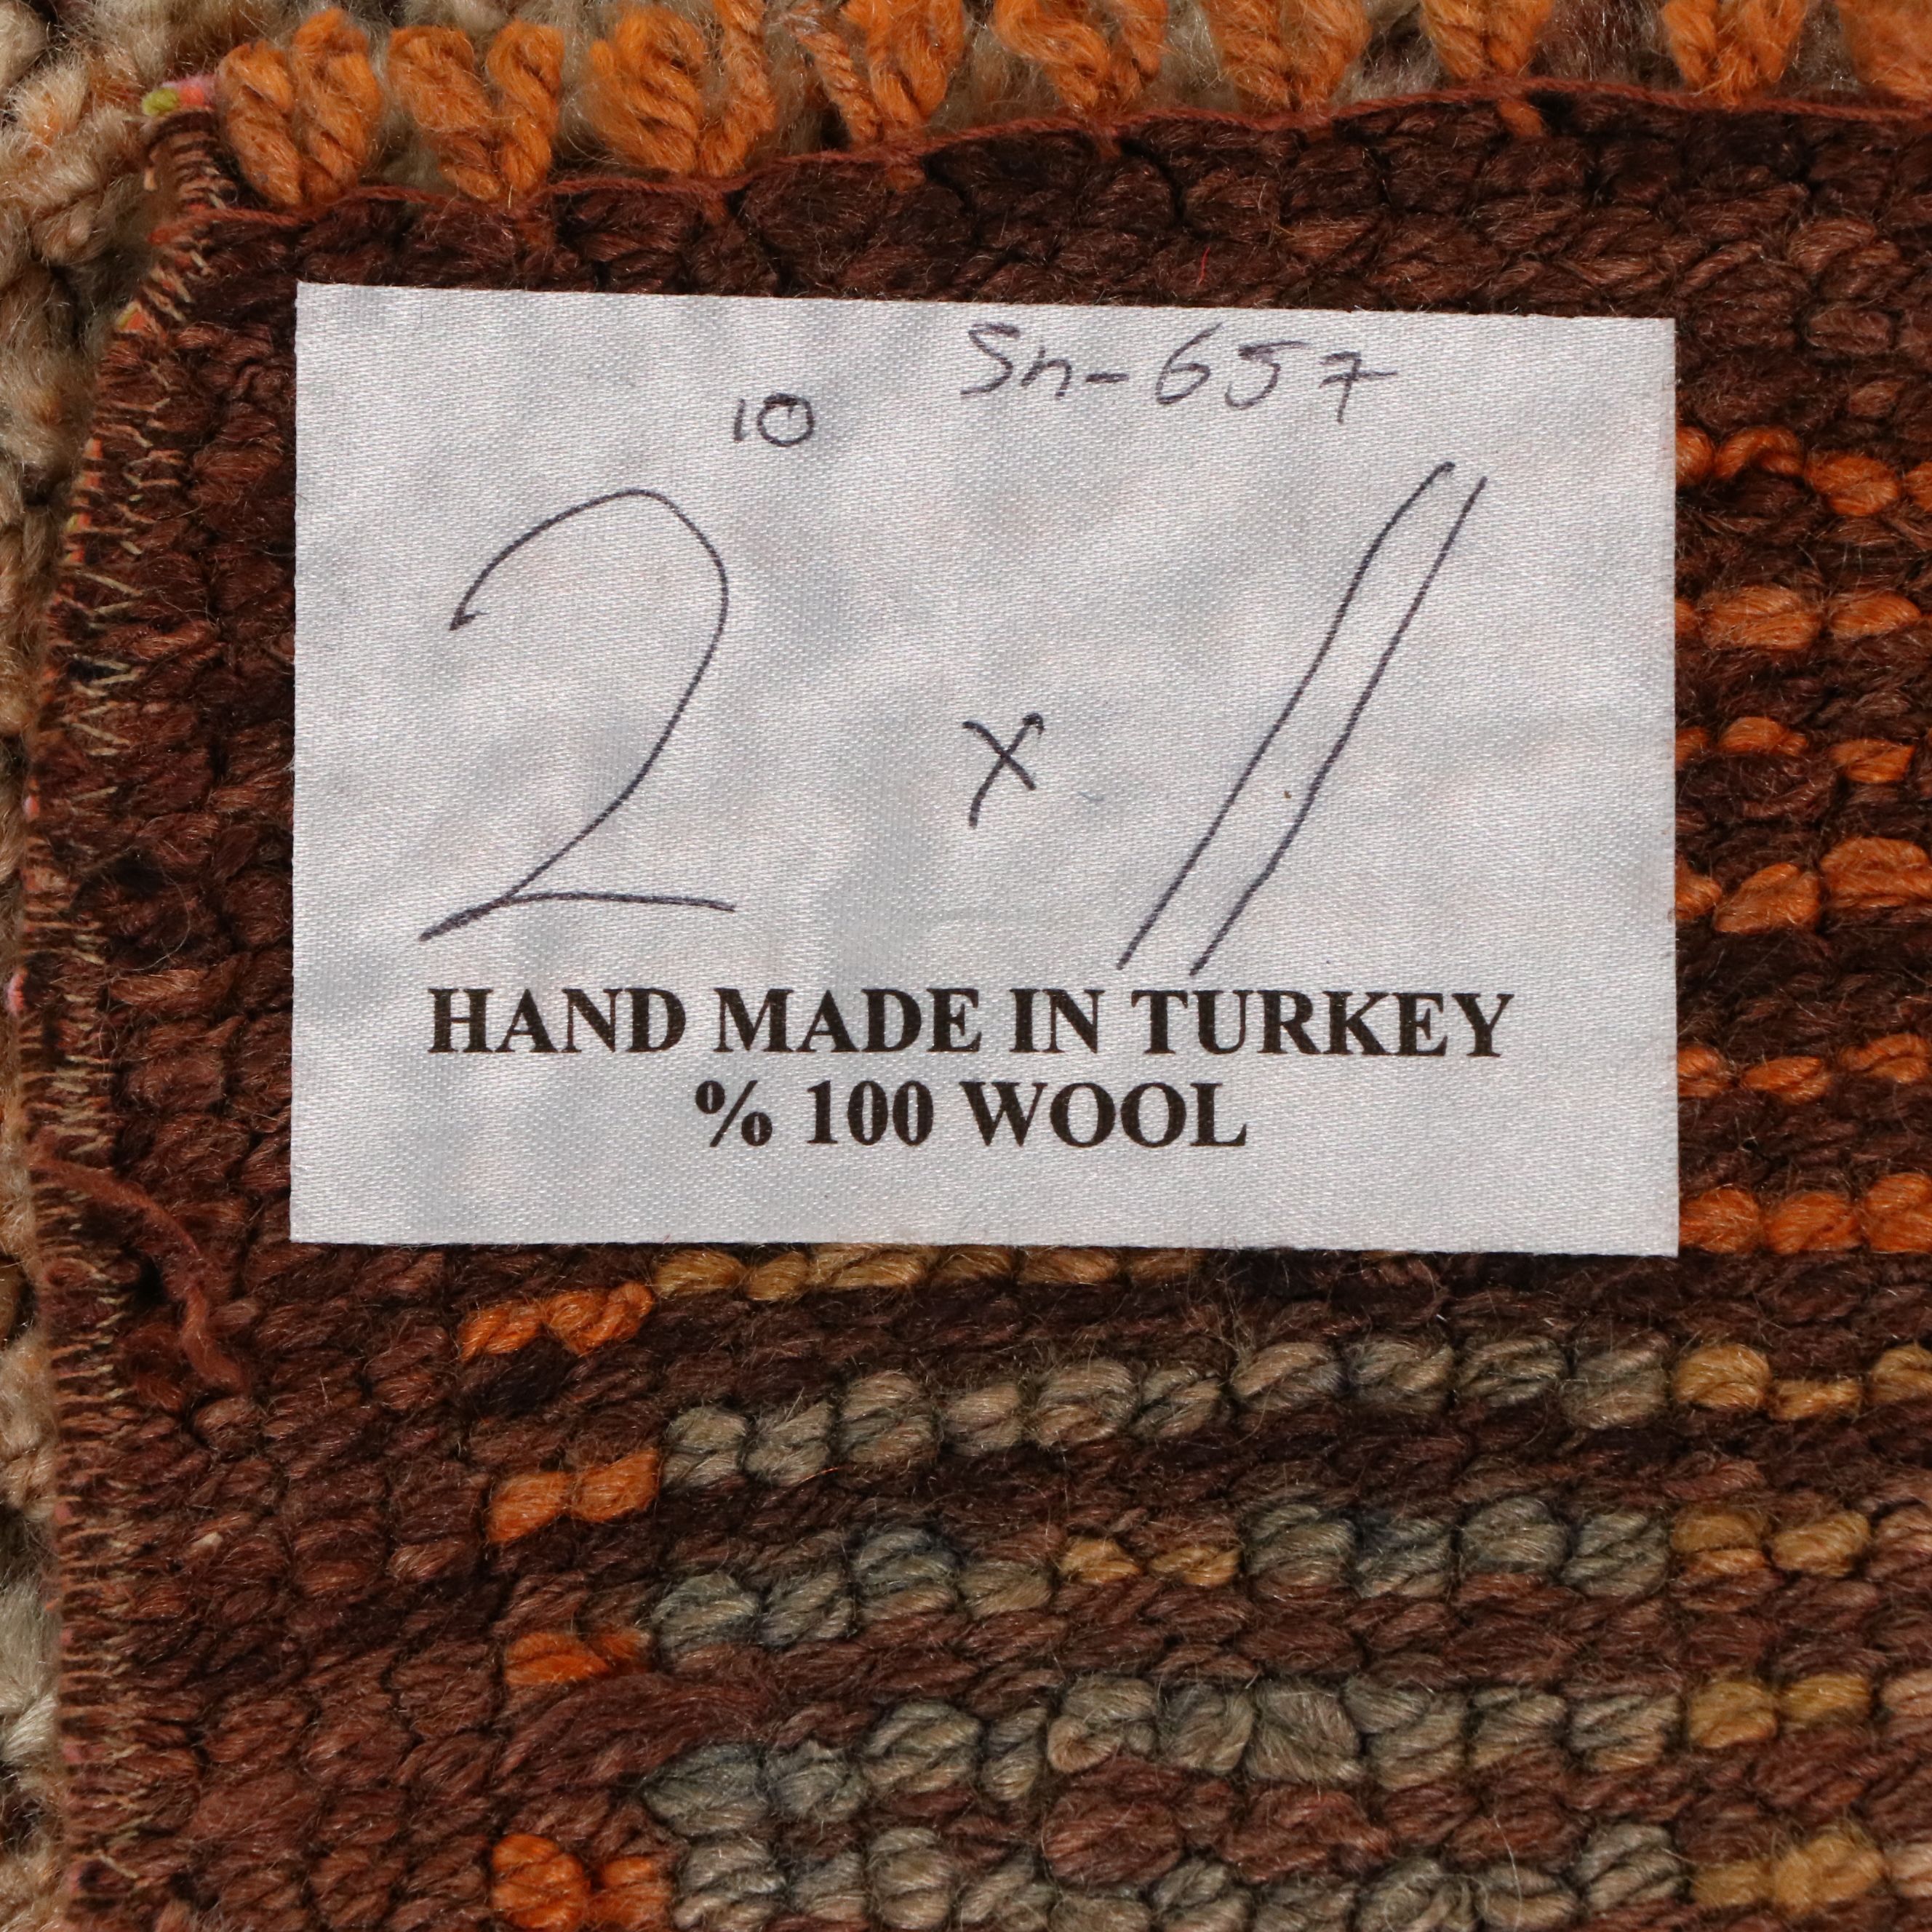 Sn-657
2 10 x 11
HAND MADE IN TURKEY
% 100 WOOL